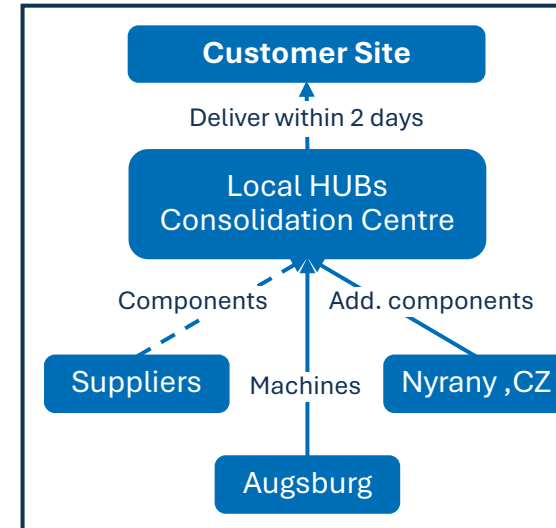 Customer Site
Deliver within 2 days
Local HUBs
Consolidation Centre
Components
Add. components
Suppliers
Machines
Nyrany ,CZ
Augsburg